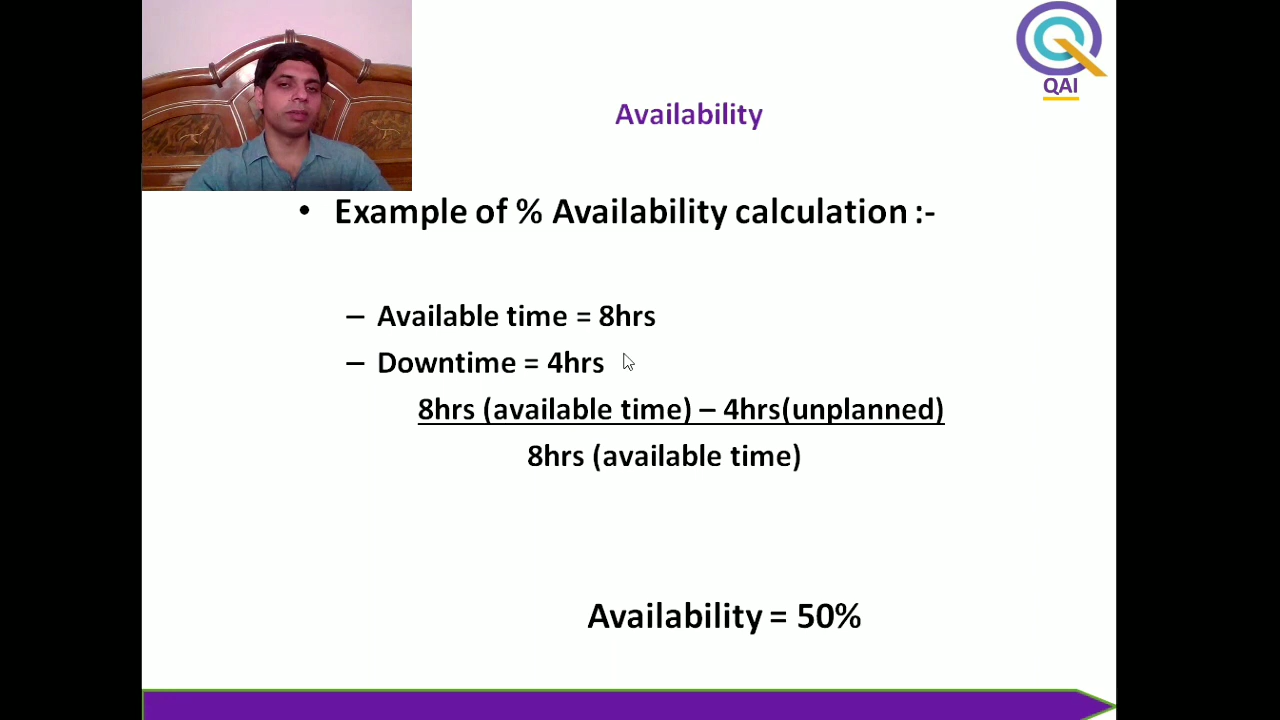 QAI
Availability
• Example of % Availability calculation :-
– Available time = 8hrs
– Downtime = 4hrs
8hrs (available time) – 4hrs(unplanned)
8hrs (available time)
Availability = 50%